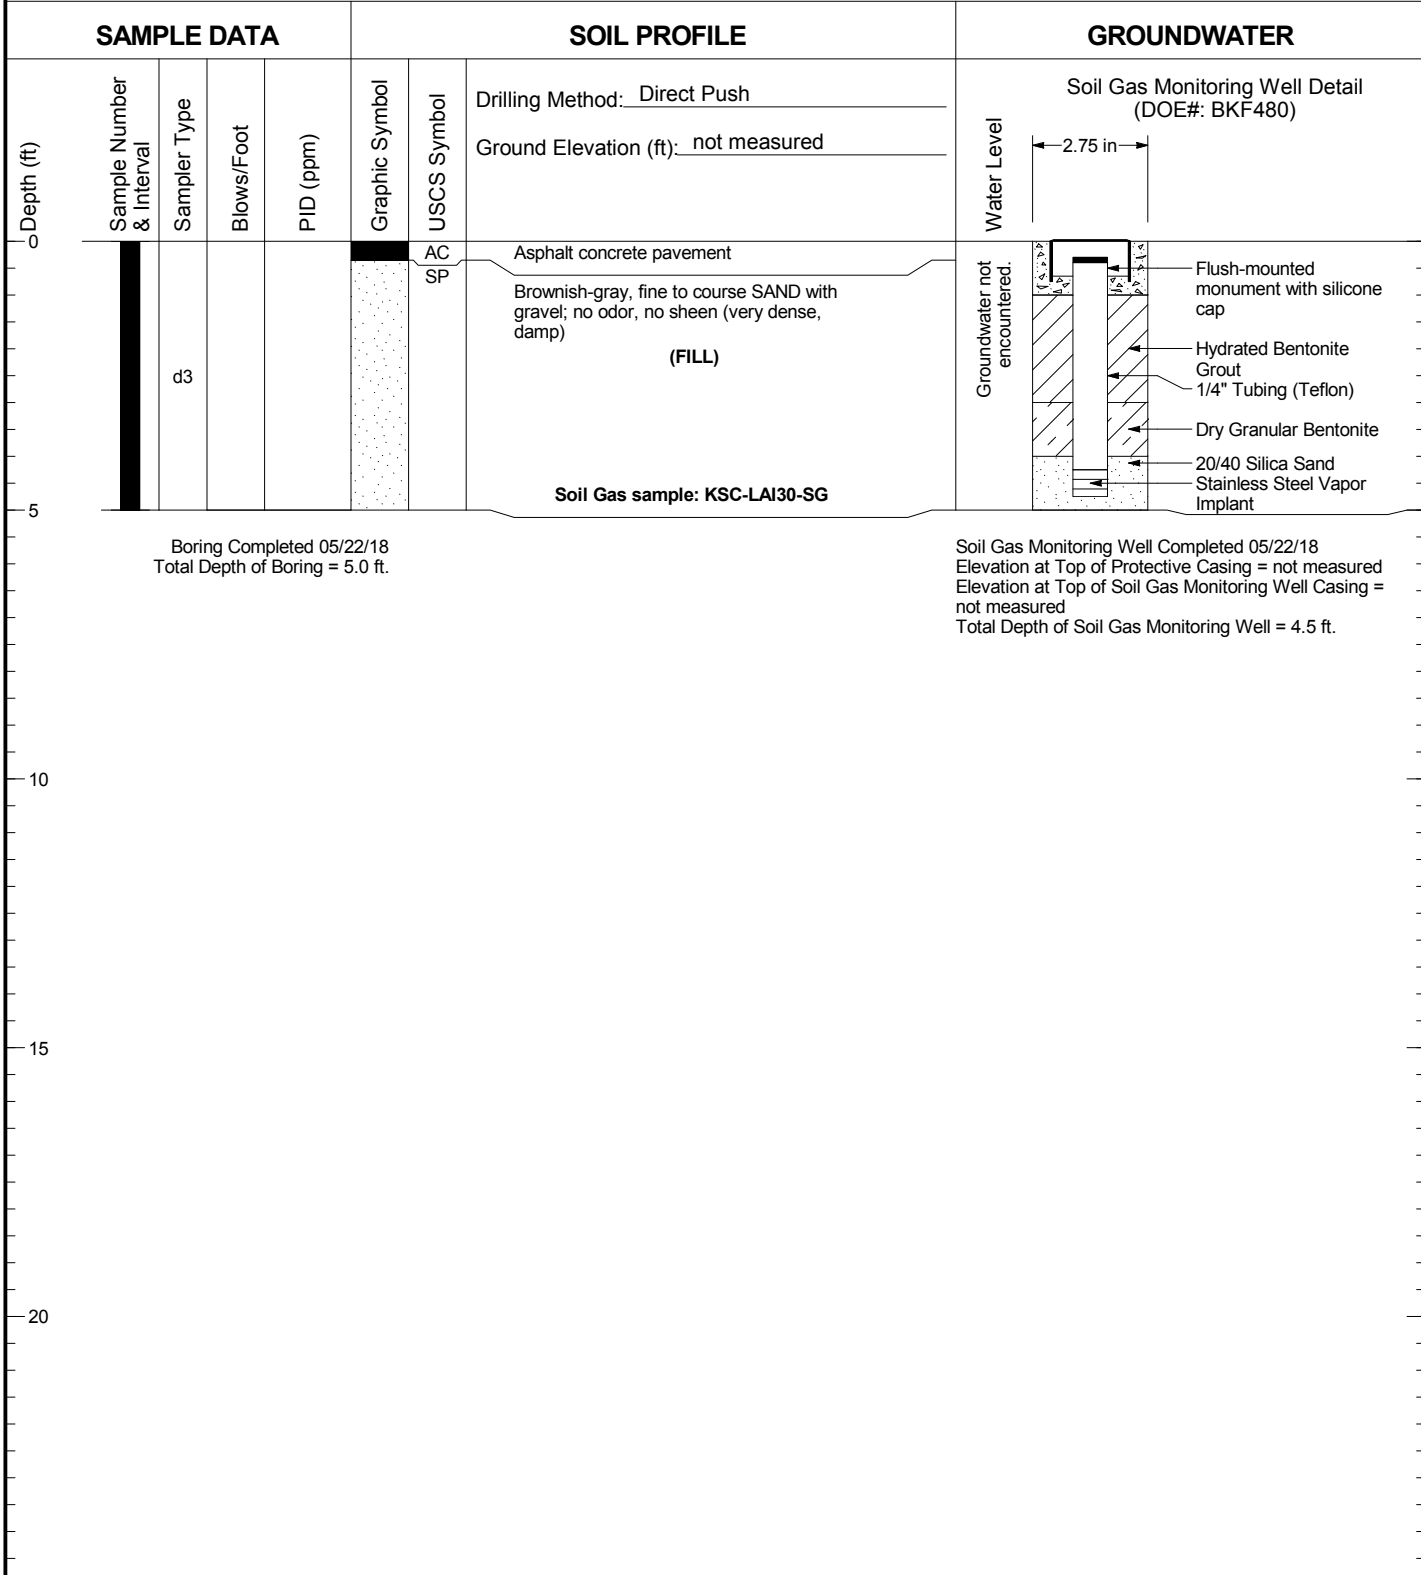 SAMPLE DATA
SOIL PROFILE
GROUNDWATER
Depth (ft)
Sample Number
& Interval
Sampler Type
Blows/Foot
PID (ppm)
Graphic Symbol
USCS Symbol
Drilling Method: Direct Push
Ground Elevation (ft): not measured
Water Level
Soil Gas Monitoring Well Detail
(DOE#: BKF480)
2.75 in
0
AC
SP
Asphalt concrete pavement
Brownish-gray, fine to course SAND with
gravel; no odor, no sheen (very dense,
damp)
(FILL)
d3
Soil Gas sample: KSC-LAI30-SG
Groundwater not
encountered.
Flush-mounted
monument with silicone
cap
Hydrated Bentonite
Grout
1/4" Tubing (Teflon)
Dry Granular Bentonite
20/40 Silica Sand
Stainless Steel Vapor
Implant
5
Boring Completed 05/22/18
Total Depth of Boring = 5.0 ft.
Soil Gas Monitoring Well Completed 05/22/18
Elevation at Top of Protective Casing = not measured
Elevation at Top of Soil Gas Monitoring Well Casing =
not measured
Total Depth of Soil Gas Monitoring Well = 4.5 ft.
10
15
20